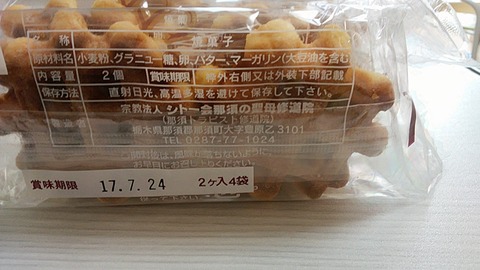 名称 焼菓子
原材料名 小麦粉、グラニュー糖、卵、バター、マーガリン(大豆油を含む
内容量 2個 賞味期限 枠外右側又は外装下部記載
保存方法 直射日光、高温多湿を避けて保存して下さい。
宗教法人 シトー会那須の聖母修道院
(那須トラピスト修道院)
栃木県那須郡那須町大字豊原乙3101
TEL 0287-77-1024
賞味期限 17.7.24 2ヶ入4袋